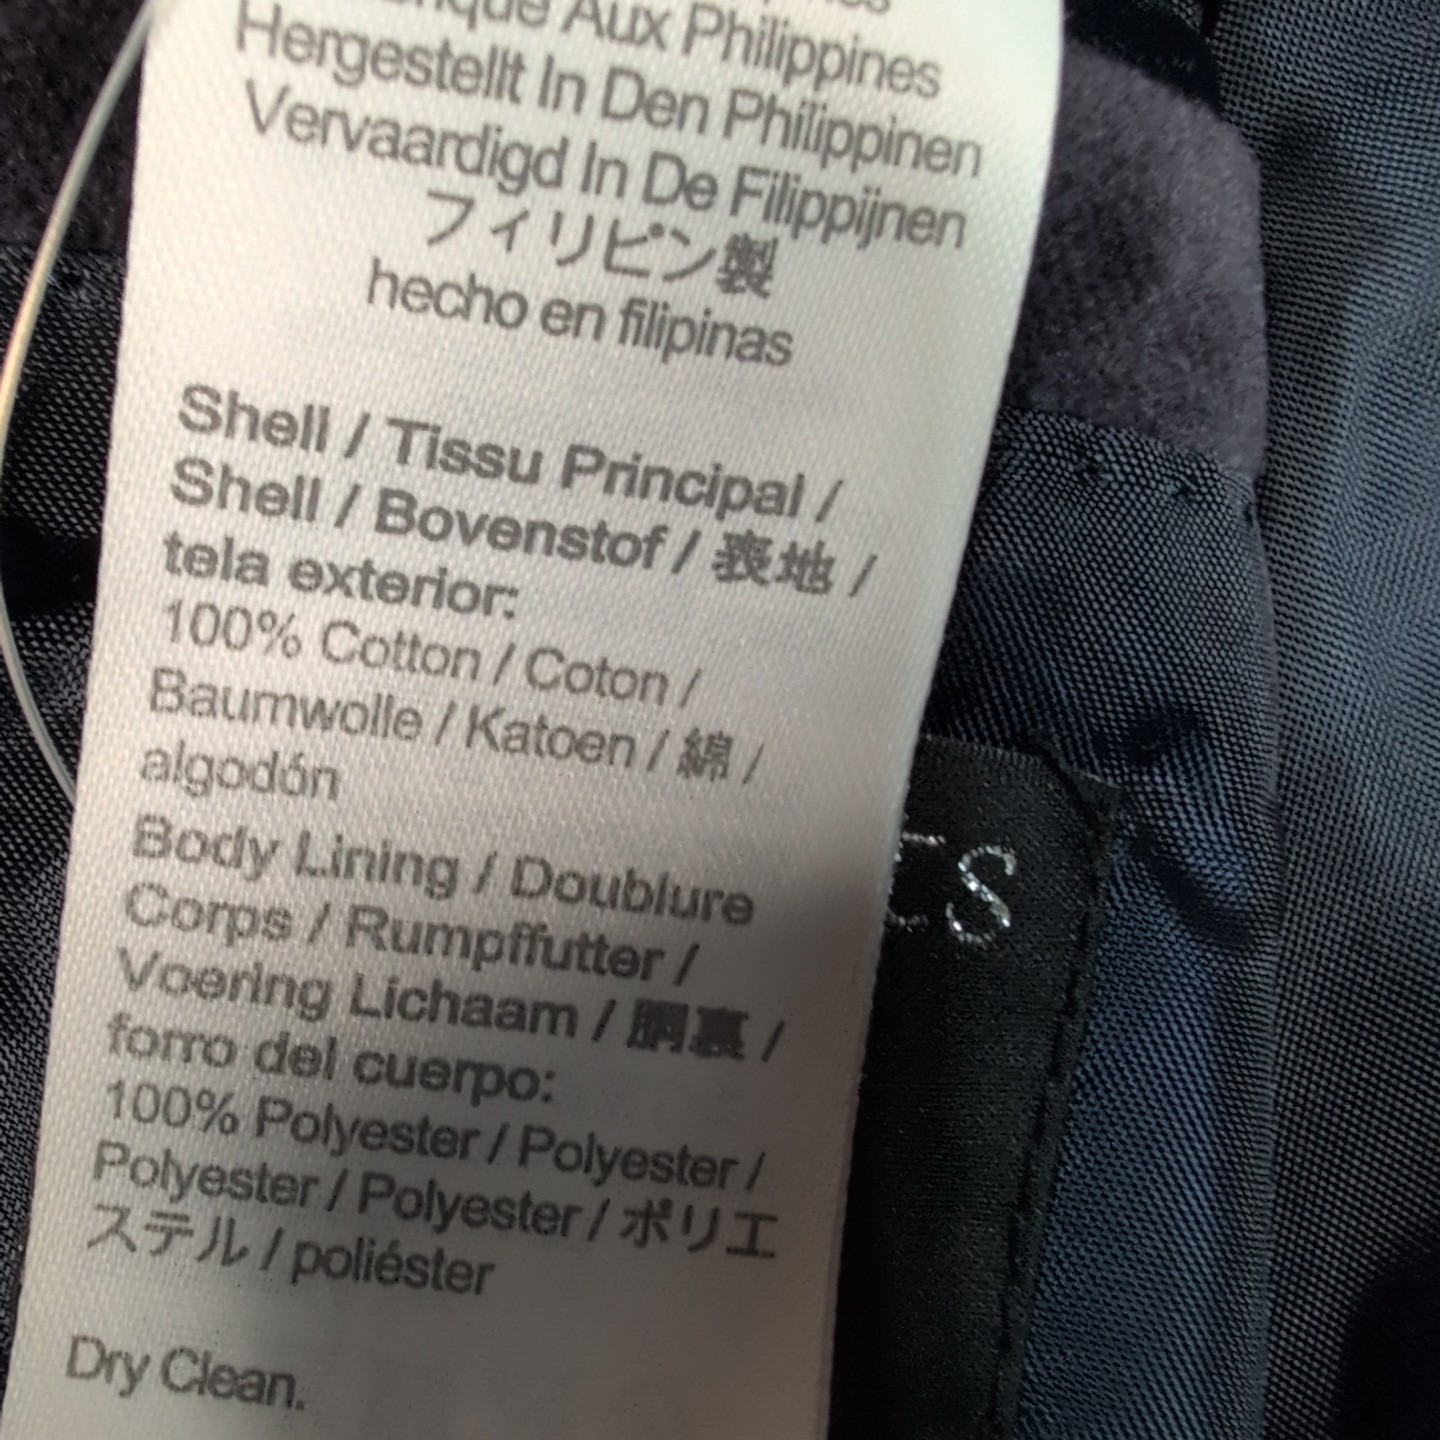 Aux Philippines
Hergestellt In Den Philippinen
Vervaardigd In De Filippijnen
フィリピン製
hecho en filipinas
Shell / Tissu Principal /
Shell / Bovenstof / 表地 /
tela exterior:
100% Cotton / Coton /
Baumwolle / Katoen / 綿 /
algodón
Body Lining / Doublure
Corps / Rumpffutter /
Voering Lichaam / 胴裏 /
forro del cuerpo:
100% Polyester / Polyester /
Polyester / Polyester / ポリエ
ステル / poliéster
Dry Clean.